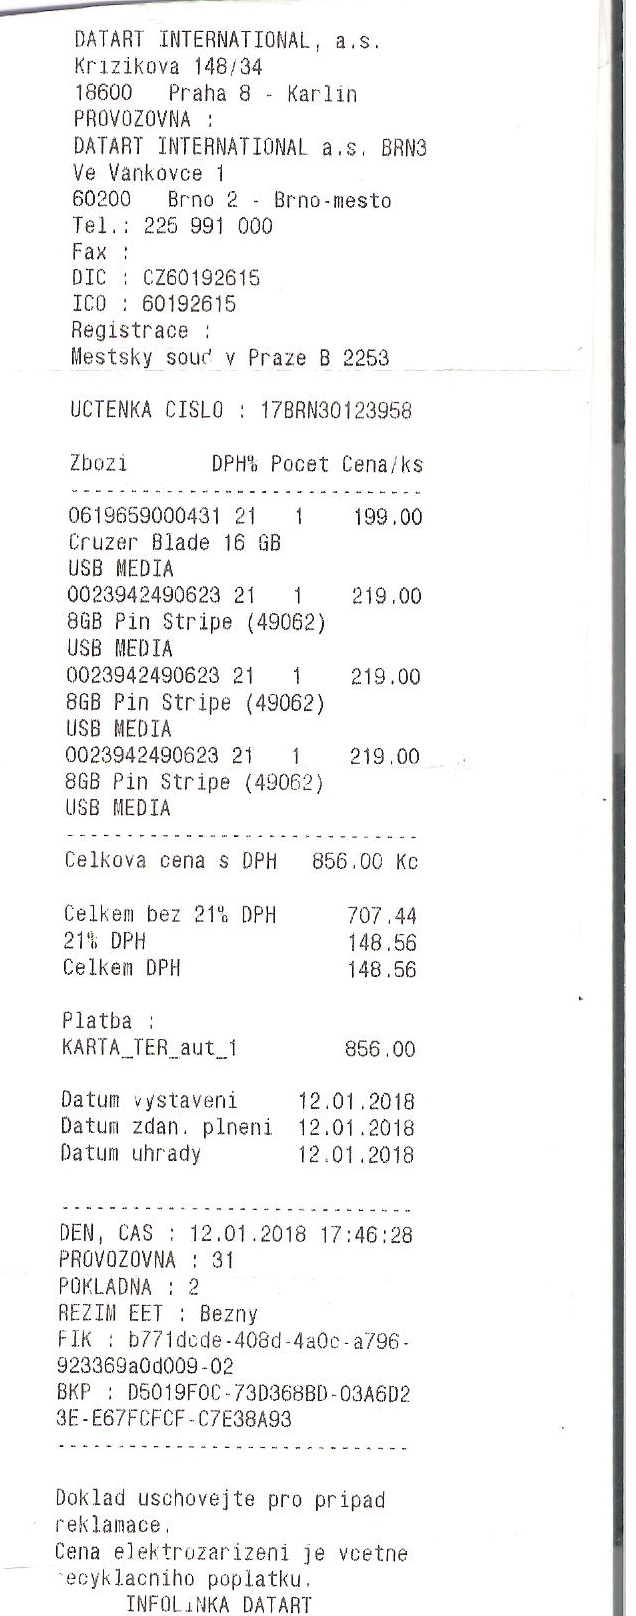 DATART INTERNATIONAL, a.s.
Krizikova 148/34
18600 Praha 8 - Karlin
PROVOZOVNA :
DATART INTERNATIONAL a.s. BRN3
Ve Vankovce 1
60200 Brno 2 - Brno-mesto
Tel.: 225 991 000
Fax :
DIC : CZ60192615
ICO : 60192615
Registrace :
Mestsky soud v Praze B 2253
UCTENKA CISLO : 17BRN30123958
Zbozi DPH% Pocet Cena/ks
------------------------------
0619659000431 21 1 199.00
Cruzer Blade 16 GB
USB MEDIA
0023942490623 21 1 219.00
8GB Pin Stripe (49062)
USB MEDIA
0023942490623 21 1 219.00
8GB Pin Stripe (49062)
USB MEDIA
0023942490623 21 1 219.00
8GB Pin Stripe (49062)
USB MEDIA
------------------------------
Celkova cena s DPH 856.00 Kc
Celkem bez 21% DPH 707.44
21% DPH 148.56
Celkem DPH 148.56
Platba :
KARTA_TER_aut_1 856.00
Datum vystaveni 12.01.2018
Datum zdan. plneni 12.01.2018
Datum uhrady 12.01.2018
------------------------------
DEN, CAS : 12.01.2018 17:46:28
PROVOZOVNA : 31
POKLADNA : 2
REZIM EET : Bezny
FIK : b771dcde-408d-4a0c-a796-
923369a0d009-02
BKP : D5019F0C-73D368BD-03A6D2
3E-E67FCFCF-C7E38A93
------------------------------
Doklad uschovejte pro pripad
reklamace.
Cena elektrozarizeni je vcetne
recyklacniho poplatku.
INFOLINKA DATART